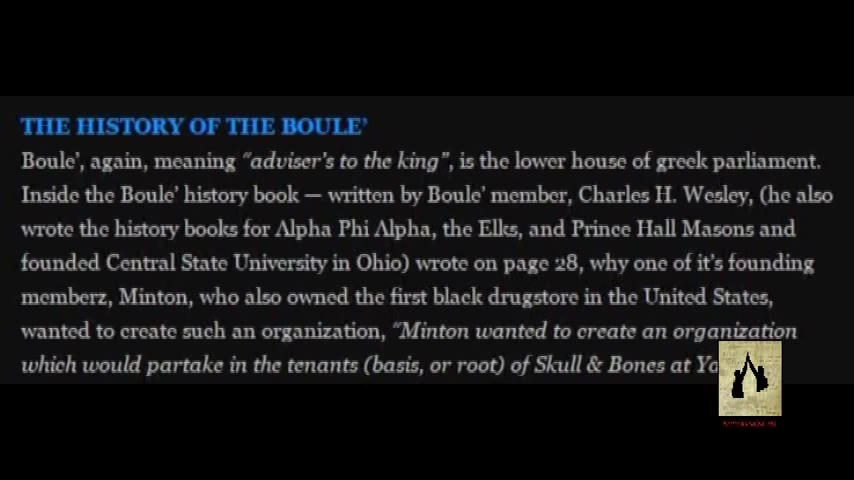 THE HISTORY OF THE BOULE'
Boule', again, meaning "adviser's to the king", is the lower house of greek parliament.
Inside the Boule' history book — written by Boule' member, Charles H. Wesley, (he also
wrote the history books for Alpha Phi Alpha, the Elks, and Prince Hall Masons and
founded Central State University in Ohio) wrote on page 28, why one of it's founding
memberz, Minton, who also owned the first black drugstore in the United States,
wanted to create such an organization, "Minton wanted to create an organization
which would partake in the tenants (basis, or root) of Skull & Bones at